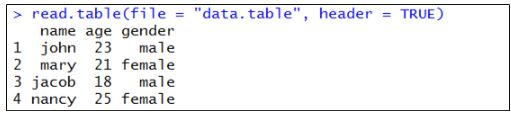 > read.table(file = "data.table", header = TRUE)
name age gender
1 john 23 male
2 mary 21 female
3 jacob 18 male
4 nancy 25 female